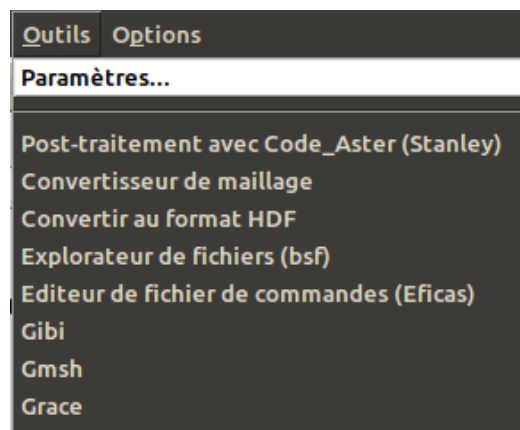 Outils Options
Paramètres...
Post-traitement avec Code_Aster (Stanley)
Convertisseur de maillage
Convertir au format HDF
Explorateur de fichiers (bsf)
Editeur de fichier de commandes (Eficas)
Gibi
Gmsh
Grace